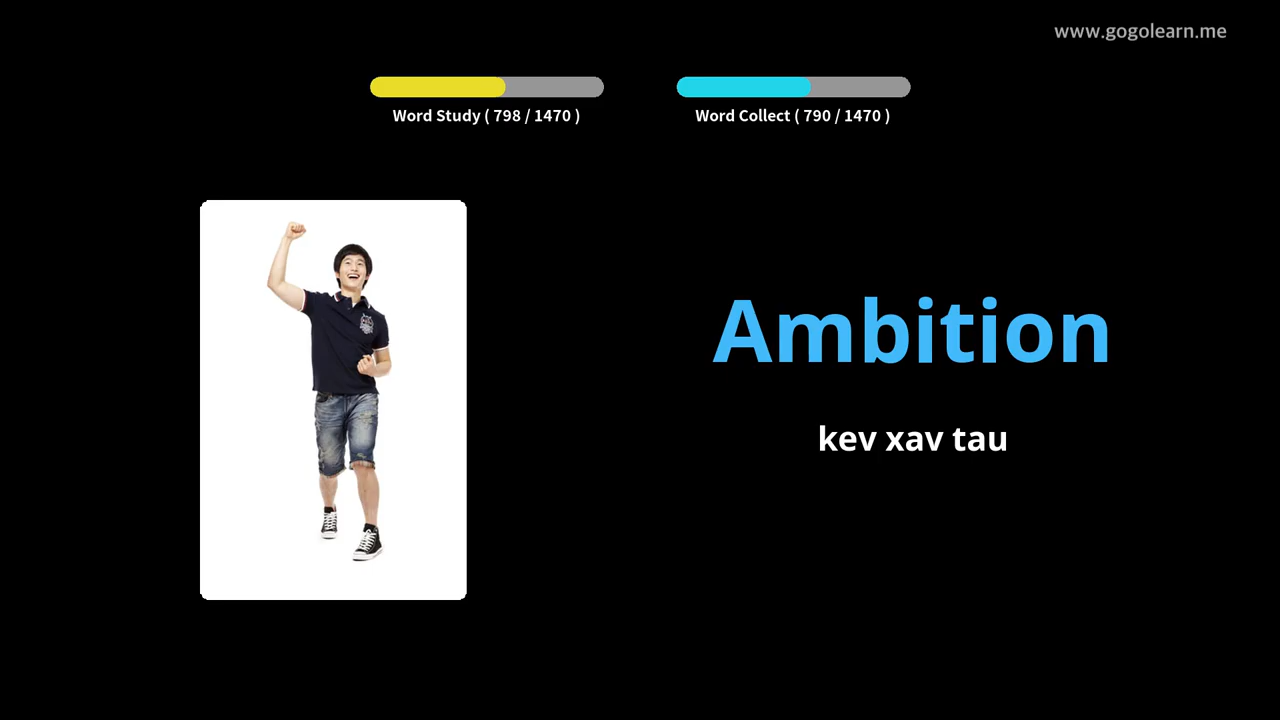 www.gogolearn.me
Word Study ( 798 / 1470 )
Word Collect ( 790 / 1470 )
Ambition
kev xav tau